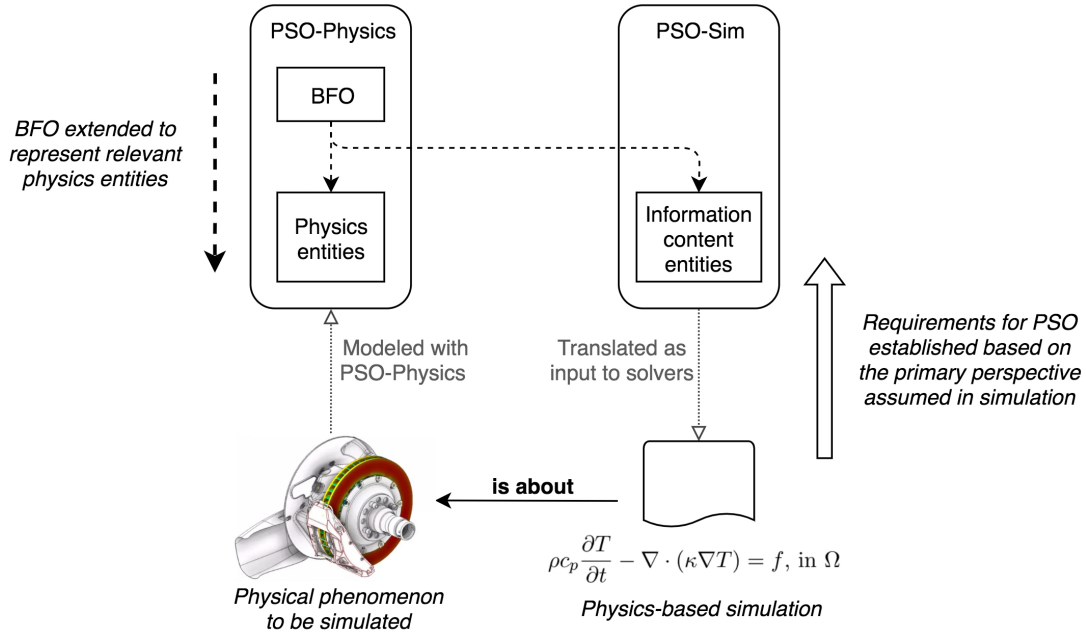 PSO-Physics
PSO-Sim
BFO
BFO extended to
represent relevant
physics entities
Physics
entities
Information
content
entities
Modeled with
PSO-Physics
Translated as
input to solvers
Requirements for PSO
established based on
the primary perspective
assumed in simulation
is about
ρc_p ∂T/∂t − ∇ · (κ∇T) = f, in Ω
Physical phenomenon
to be simulated
Physics-based simulation